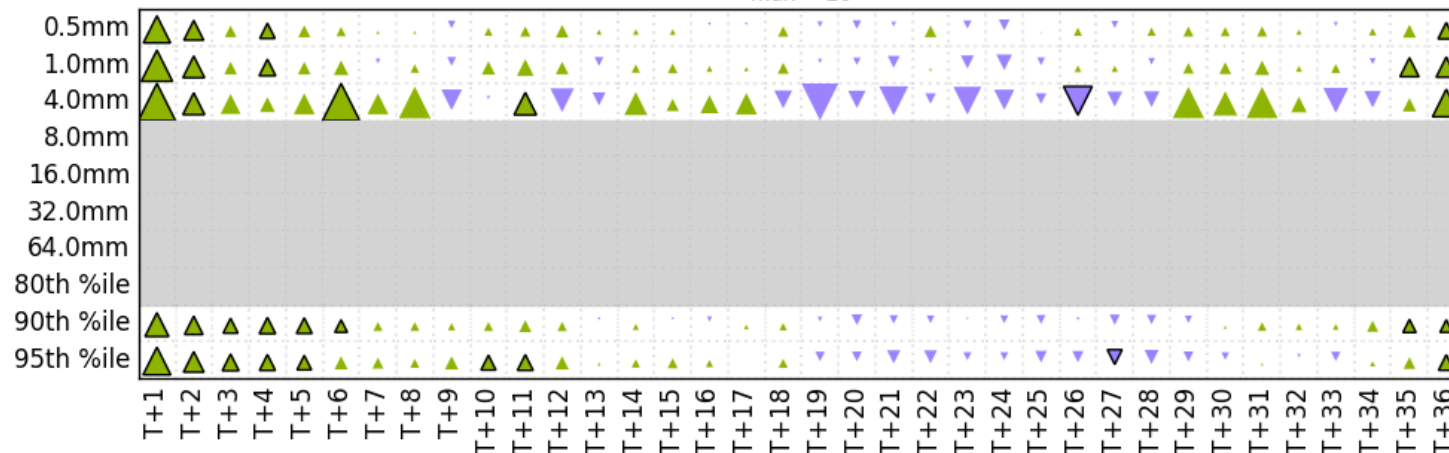 0.5mm
1.0mm
4.0mm
8.0mm
16.0mm
32.0mm
64.0mm
80th %ile
90th %ile
95th %ile
T+1 T+2 T+3 T+4 T+5 T+6 T+7 T+8 T+9 T+10 T+11 T+12 T+13 T+14 T+15 T+16 T+17 T+18 T+19 T+20 T+21 T+22 T+23 T+24 T+25 T+26 T+27 T+28 T+29 T+30 T+31 T+32 T+33 T+34 T+35 T+36